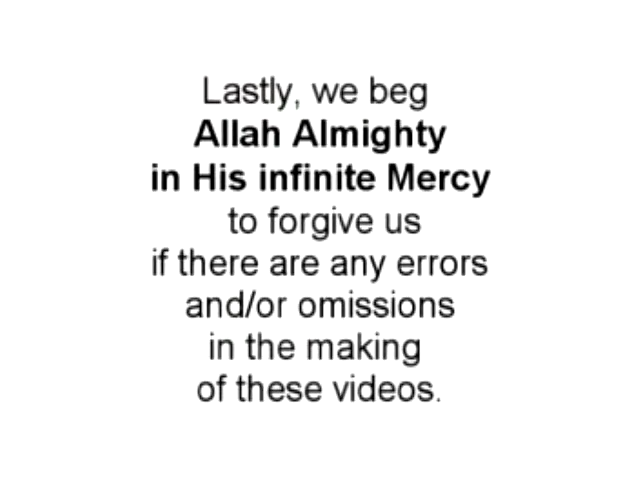 Lastly, we beg
Allah Almighty
in His infinite Mercy
to forgive us
if there are any errors
and/or omissions
in the making
of these videos.